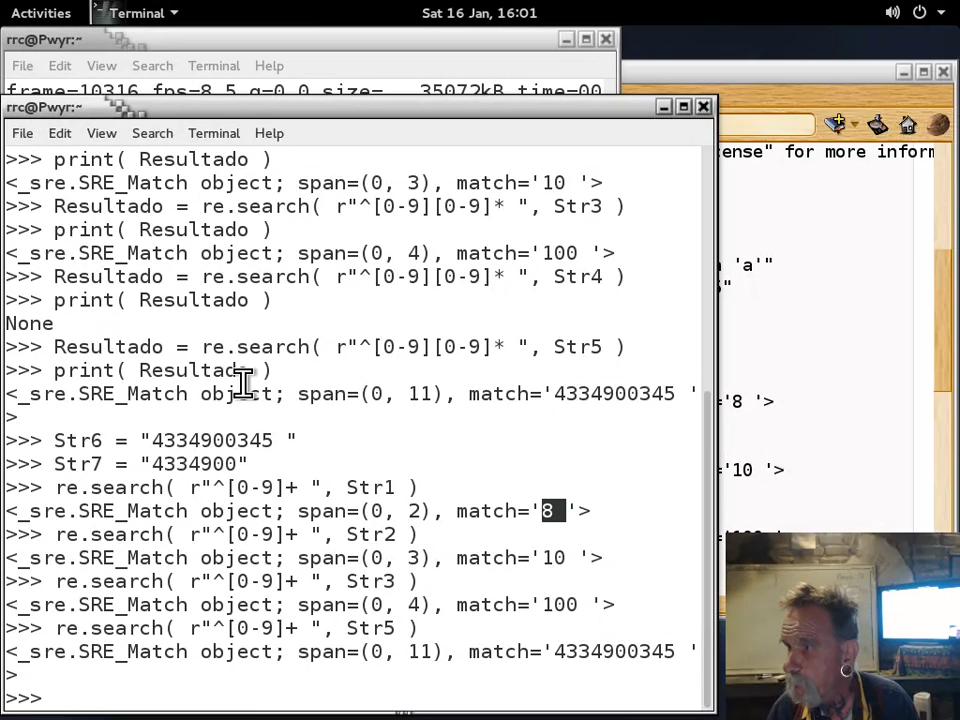 Activities Terminal Sat 16 Jan, 16:01
rrc@Pwyr:~
File Edit View Search Terminal Help
frame=10316 fps=8.5 q=0.0 size= 35072kB time=00
rrc@Pwyr:~
File Edit View Search Terminal Help
>>> print( Resultado )
<_sre.SRE_Match object; span=(0, 3), match='10 '>
>>> Resultado = re.search( r"^[0-9][0-9]* ", Str3 )
>>> print( Resultado )
<_sre.SRE_Match object; span=(0, 4), match='100 '>
>>> Resultado = re.search( r"^[0-9][0-9]* ", Str4 )
>>> print( Resultado )
None
>>> Resultado = re.search( r"^[0-9][0-9]* ", Str5 )
>>> print( Resultado )
<_sre.SRE_Match object; span=(0, 11), match='4334900345 '
>
>>> Str6 = "4334900345 "
>>> Str7 = "4334900"
>>> re.search( r"^[0-9]+ ", Str1 )
<_sre.SRE_Match object; span=(0, 2), match='8 '>
>>> re.search( r"^[0-9]+ ", Str2 )
<_sre.SRE_Match object; span=(0, 3), match='10 '>
>>> re.search( r"^[0-9]+ ", Str3 )
<_sre.SRE_Match object; span=(0, 4), match='100 '>
>>> re.search( r"^[0-9]+ ", Str5 )
<_sre.SRE_Match object; span=(0, 11), match='4334900345 '
>
>>>
ense" for more inform
'a'"
"
='8 '>
='10 '>